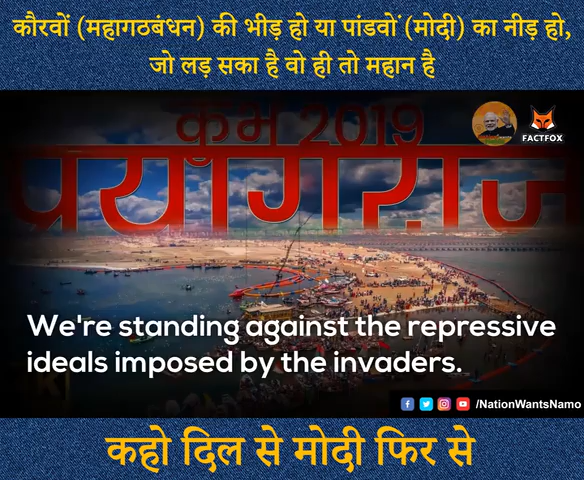 कौरवों (महागठबंधन) की भीड़ हो या पांडवों (मोदी) का नीड़ हो,
जो लड़ सका है वो ही तो महान है
FACTFOX
कुंभ 2019
प्रयागराज
We're standing against the repressive
ideals imposed by the invaders.
/NationWantsNamo
कहो दिल से मोदी फिर से